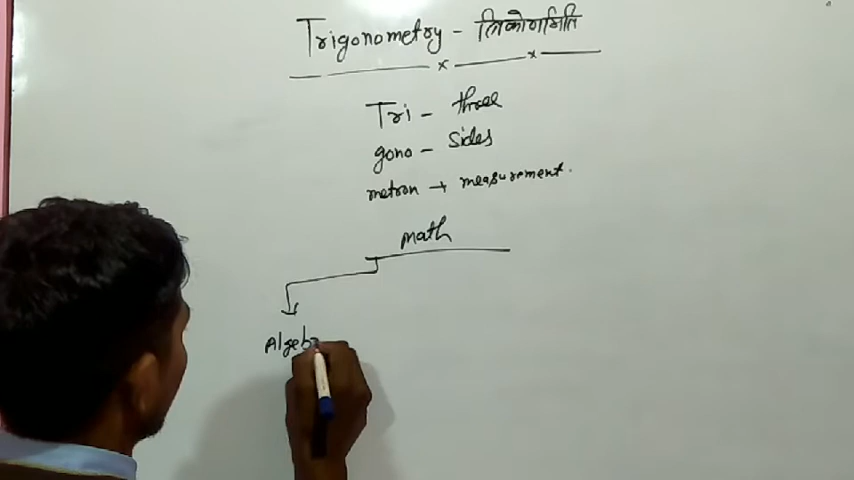 Trigonometry - त्रिकोणमिति
Tri - three
gono - sides
metron → measurement.
math
Algeb